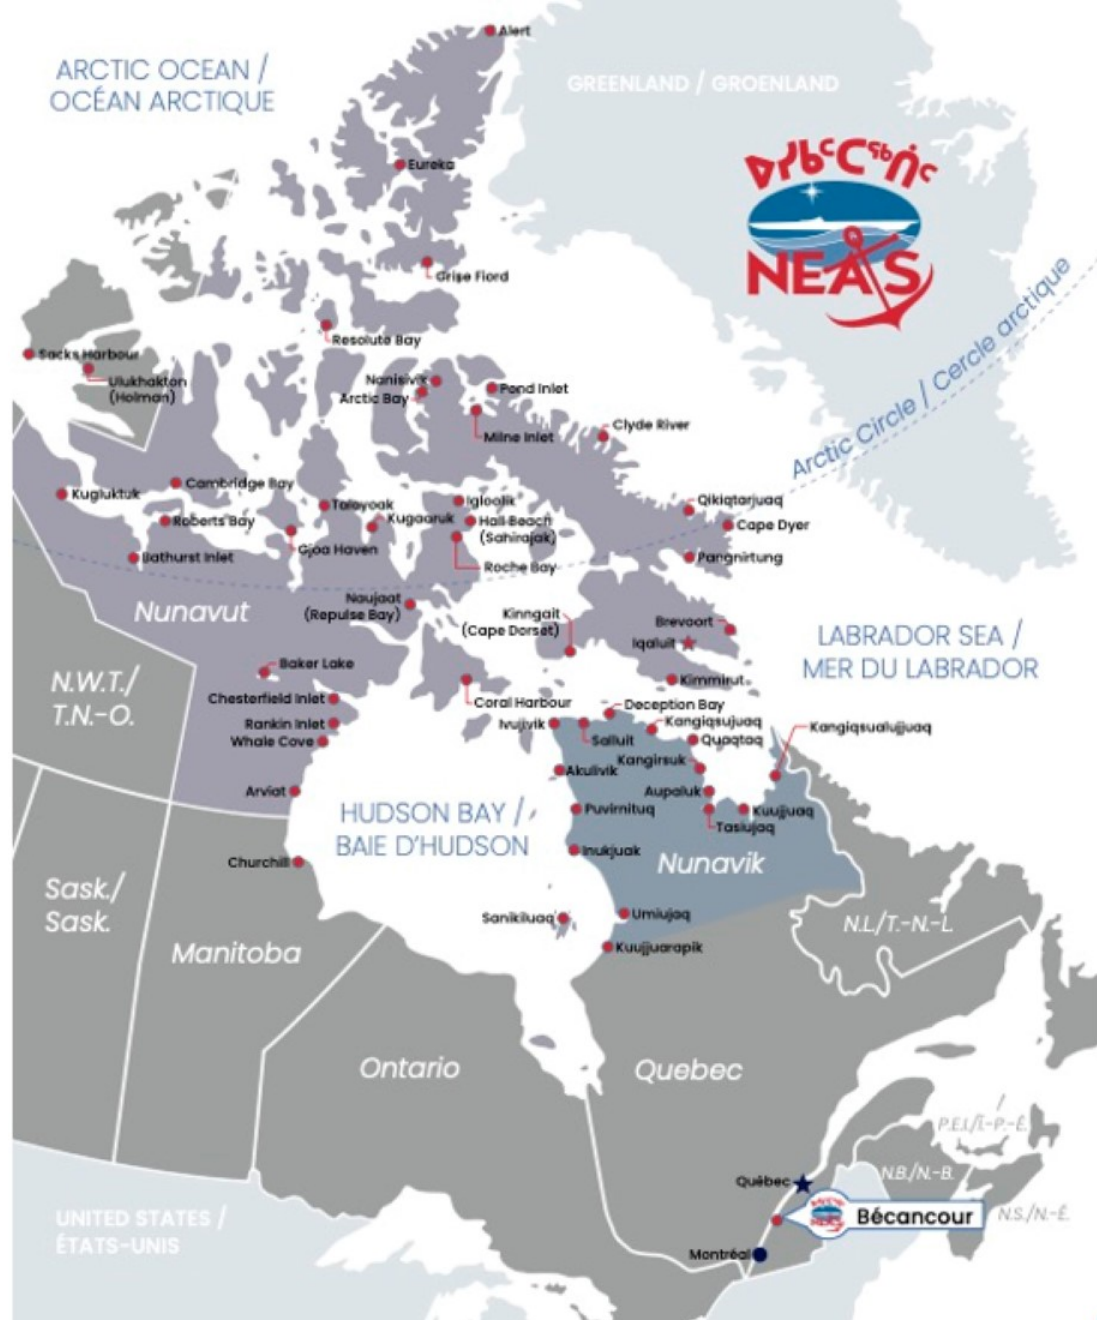 Alert
ARCTIC OCEAN /
OCÉAN ARCTIQUE
GREENLAND / GROENLAND
ᐊᓯᒃᑲᑕᖅᑏᑦ
NEAS
Eureka
Grise Fiord
Arctic Circle / Cercle arctique
Resolute Bay
Sacks Harbour
Ulukhakton
(Holman)
Nanisivik
Arctic Bay
Pond Inlet
Milne Inlet
Clyde River
Cambridge Bay
Kugluktuk
Roberts Bay
Bathurst Inlet
Taloyoak
Gjoa Haven
Kugaaruk
Igloolik
Hall Beach
(Sahirajak)
Roche Bay
Qikiqtarjuaq
Cape Dyer
Pangnirtung
Nunavut
Naujaat
(Repulse Bay)
Kinngait
(Cape Dorset)
Brevoort
Iqaluit
Kimmirut
LABRADOR SEA /
MER DU LABRADOR
N.W.T./
T.N.-O.
Baker Lake
Chesterfield Inlet
Rankin Inlet
Whale Cove
Arviat
Coral Harbour
Deception Bay
Ivujivik
Salluit
Kangiqsujuaq
Quaqtaq
Kangiqsualujjuaq
Akulivik
Kangirsuk
Aupaluk
Puvirnituq
Kuujjuaq
Tasiujaq
HUDSON BAY /
BAIE D'HUDSON
Inukjuak
Nunavik
Churchill
Sask./
Sask.
Manitoba
Sanikiluaq
Umiujaq
Kuujjuarapik
N.L./T.-N.-L.
Ontario
Quebec
P.E.I./Î.-P.-É.
N.B./N.-B.
N.S./N.-É.
Québec
NEAS
Bécancour
Montréal
UNITED STATES /
ÉTATS-UNIS